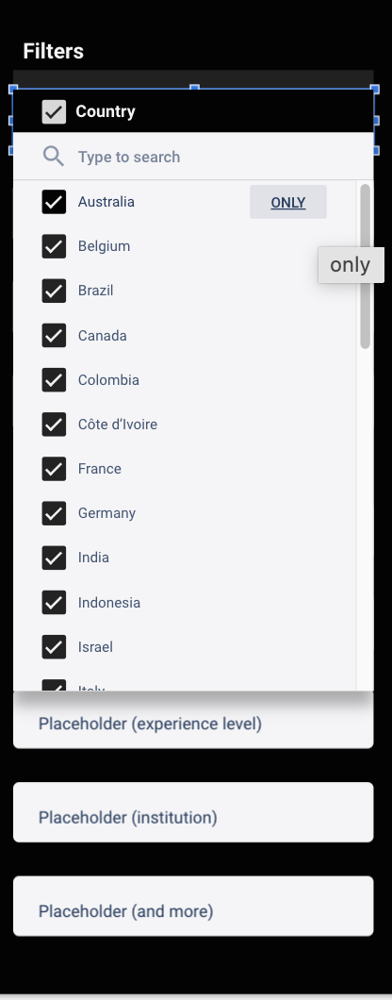 Filters
Country
Type to search
Australia
ONLY
Belgium
only
Brazil
Canada
Colombia
Côte d’Ivoire
France
Germany
India
Indonesia
Israel
Italy
Placeholder (experience level)
Placeholder (institution)
Placeholder (and more)